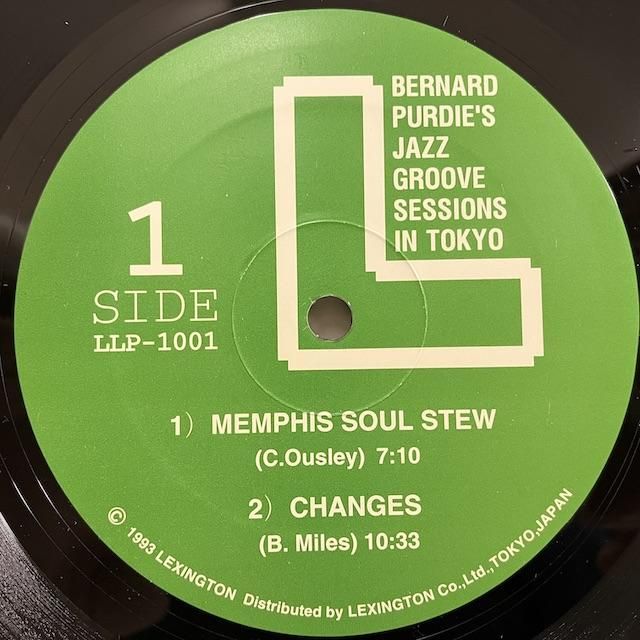 BERNARD
PURDIE'S
JAZZ
GROOVE
SESSIONS
IN TOKYO
L
1
SIDE
LLP-1001
1) MEMPHIS SOUL STEW
(C.Ousley) 7:10
2) CHANGES
(B. Miles) 10:33
© 1993 LEXINGTON Distributed by LEXINGTON Co.,Ltd.,TOKYO,JAPAN